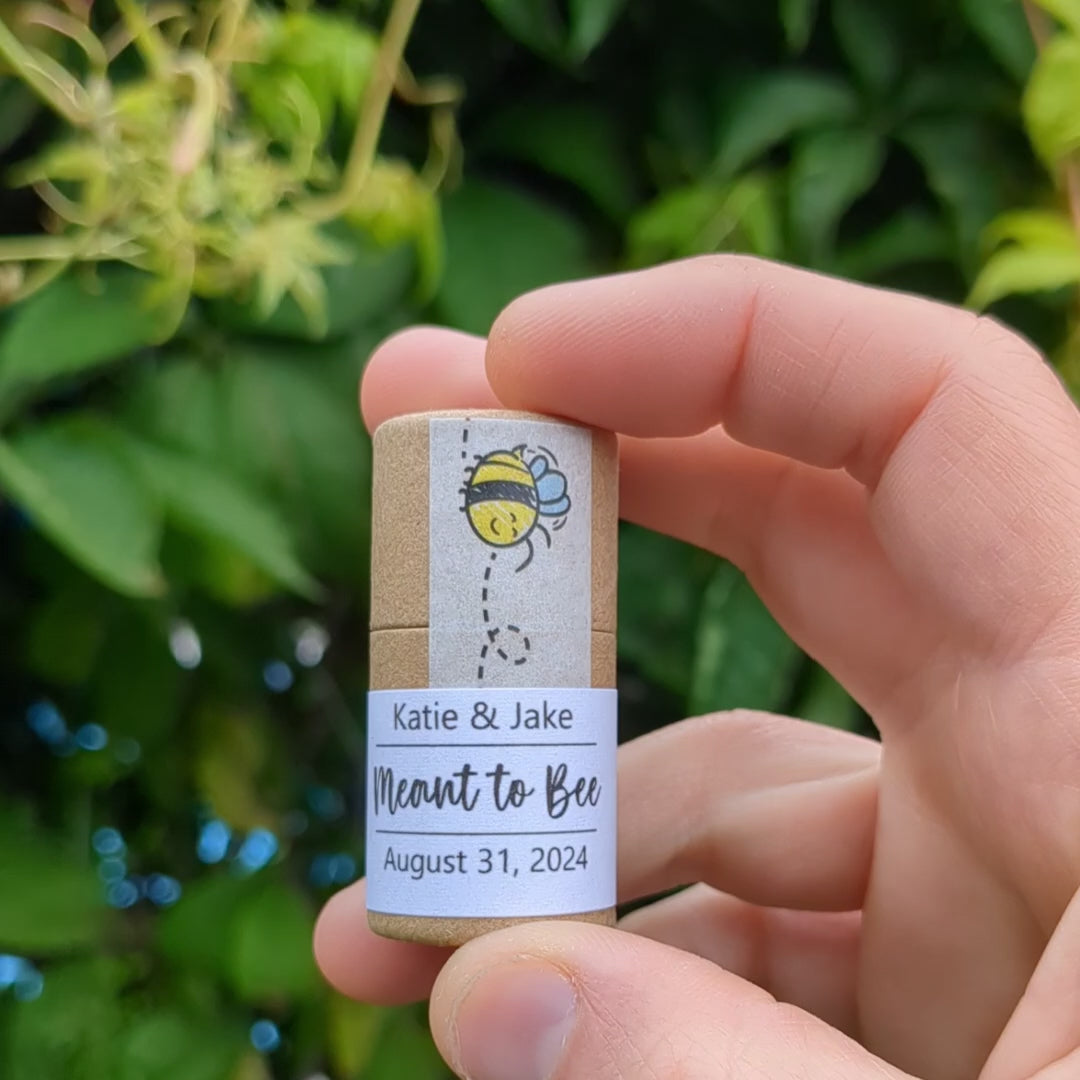 Katie & Jake
Meant to Bee
August 31, 2024